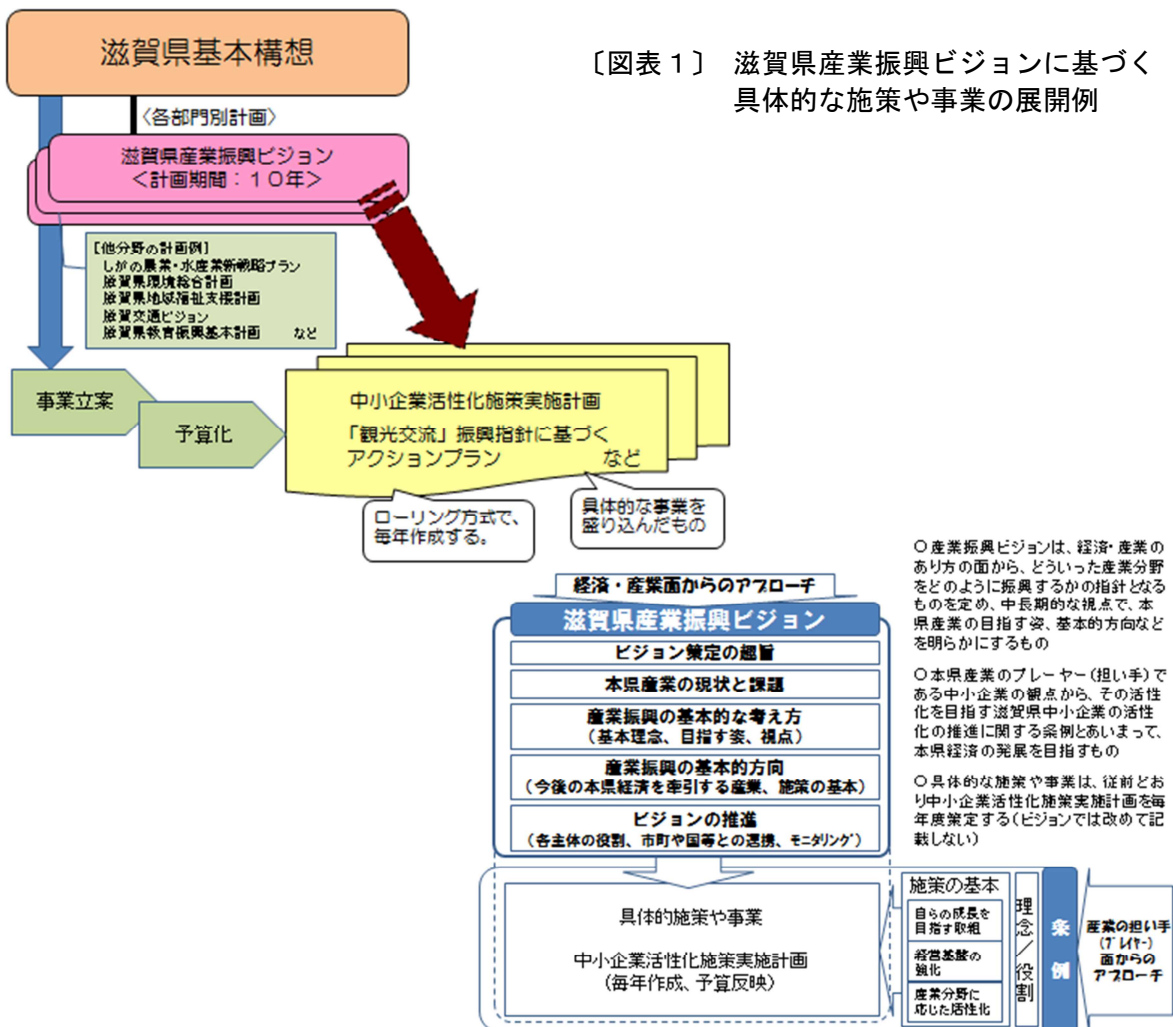 滋賀県基本構想
〔図表1〕 滋賀県産業振興ビジョンに基づく
具体的な施策や事業の展開例
〈各部門別計画〉
滋賀県産業振興ビジョン
<計画期間:10年>
【他分野の計画例】
しがの農業・水産業新戦略プラン
滋賀県環境総合計画
滋賀県地域福祉支援計画
滋賀交通ビジョン
滋賀県教育振興基本計画 など
事業立案
予算化
中小企業活性化施策実施計画
「観光交流」振興指針に基づく
アクションプラン など
ローリング方式で、
毎年作成する。
具体的な事業を
盛り込んだもの
経済・産業面からのアプローチ
滋賀県産業振興ビジョン
ビジョン策定の趣旨
本県産業の現状と課題
産業振興の基本的な考え方
(基本理念、目指す姿、視点)
産業振興の基本的方向
(今後の本県経済を牽引する産業、施策の基本)
ビジョンの推進
(各主体の役割、市町や国等との連携、モニタリング)
○産業振興ビジョンは、経済・産業の
あり方の面から、どういった産業分野
をどのように振興するかの指針となる
ものを定め、中長期的な視点で、本
県産業の目指す姿、基本的方向など
を明らかにするもの
○本県産業のプレーヤー(担い手)で
ある中小企業の観点から、その活性
化を目指す滋賀県中小企業の活性
化の推進に関する条例とあいまって、
本県経済の発展を目指すもの
○具体的な施策や事業は、従前どお
り中小企業活性化施策実施計画を毎
年度策定する(ビジョンでは改めて記
載しない)
具体的施策や事業
中小企業活性化施策実施計画
(毎年作成、予算反映)
施策の基本
自らの成長を
目指す取組
経営基盤の
強化
産業分野に
応じた活性化
理念/役割
条例
産業の担い手
(プレイヤー)
面からの
アプローチ